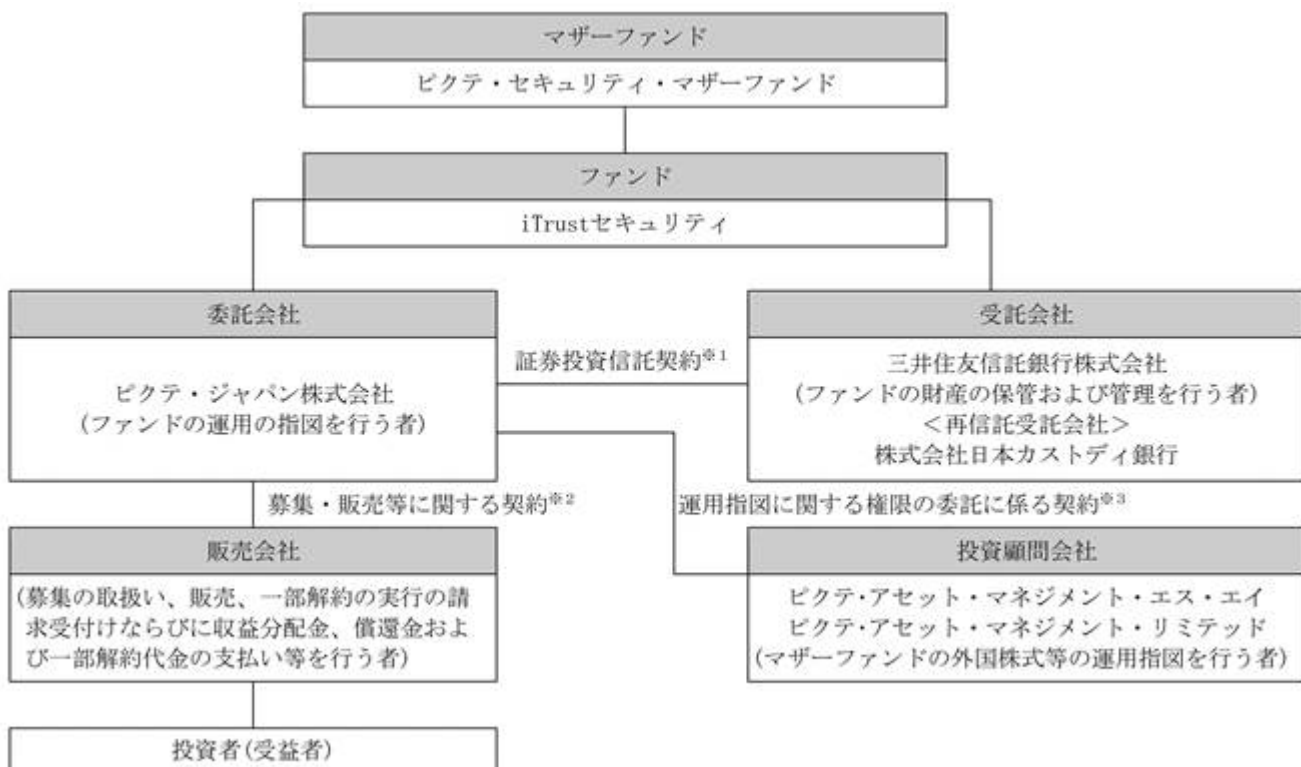 マザーファンド
ピクテ・セキュリティ・マザーファンド
ファンド
iTrustセキュリティ
委託会社
ピクテ・ジャパン株式会社
(ファンドの運用の指図を行う者)
証券投資信託契約※1
受託会社
三井住友信託銀行株式会社
(ファンドの財産の保管および管理を行う者)
＜再信託受託会社＞
株式会社日本カストディ銀行
募集・販売等に関する契約※2
運用指図に関する権限の委託に係る契約※3
販売会社
(募集の取扱い、販売、一部解約の実行の請
求受付けならびに収益分配金、償還金およ
び一部解約代金の支払い等を行う者)
投資顧問会社
ピクテ・アセット・マネジメント・エス・エイ
ピクテ・アセット・マネジメント・リミテッド
(マザーファンドの外国株式等の運用指図を行う者)
投資者(受益者)